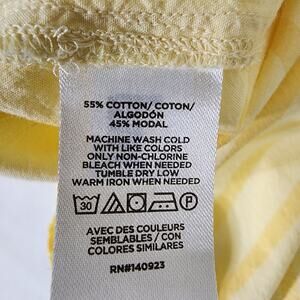 55% COTTON/ COTON/
ALGODÓN
45% MODAL
MACHINE WASH COLD
WITH LIKE COLORS
ONLY NON-CHLORINE
BLEACH WHEN NEEDED
TUMBLE DRY LOW
WARM IRON WHEN NEEDED
30 P
AVEC DES COULEURS
SEMBLABLES / CON
COLORES SIMILARES
RN#140923